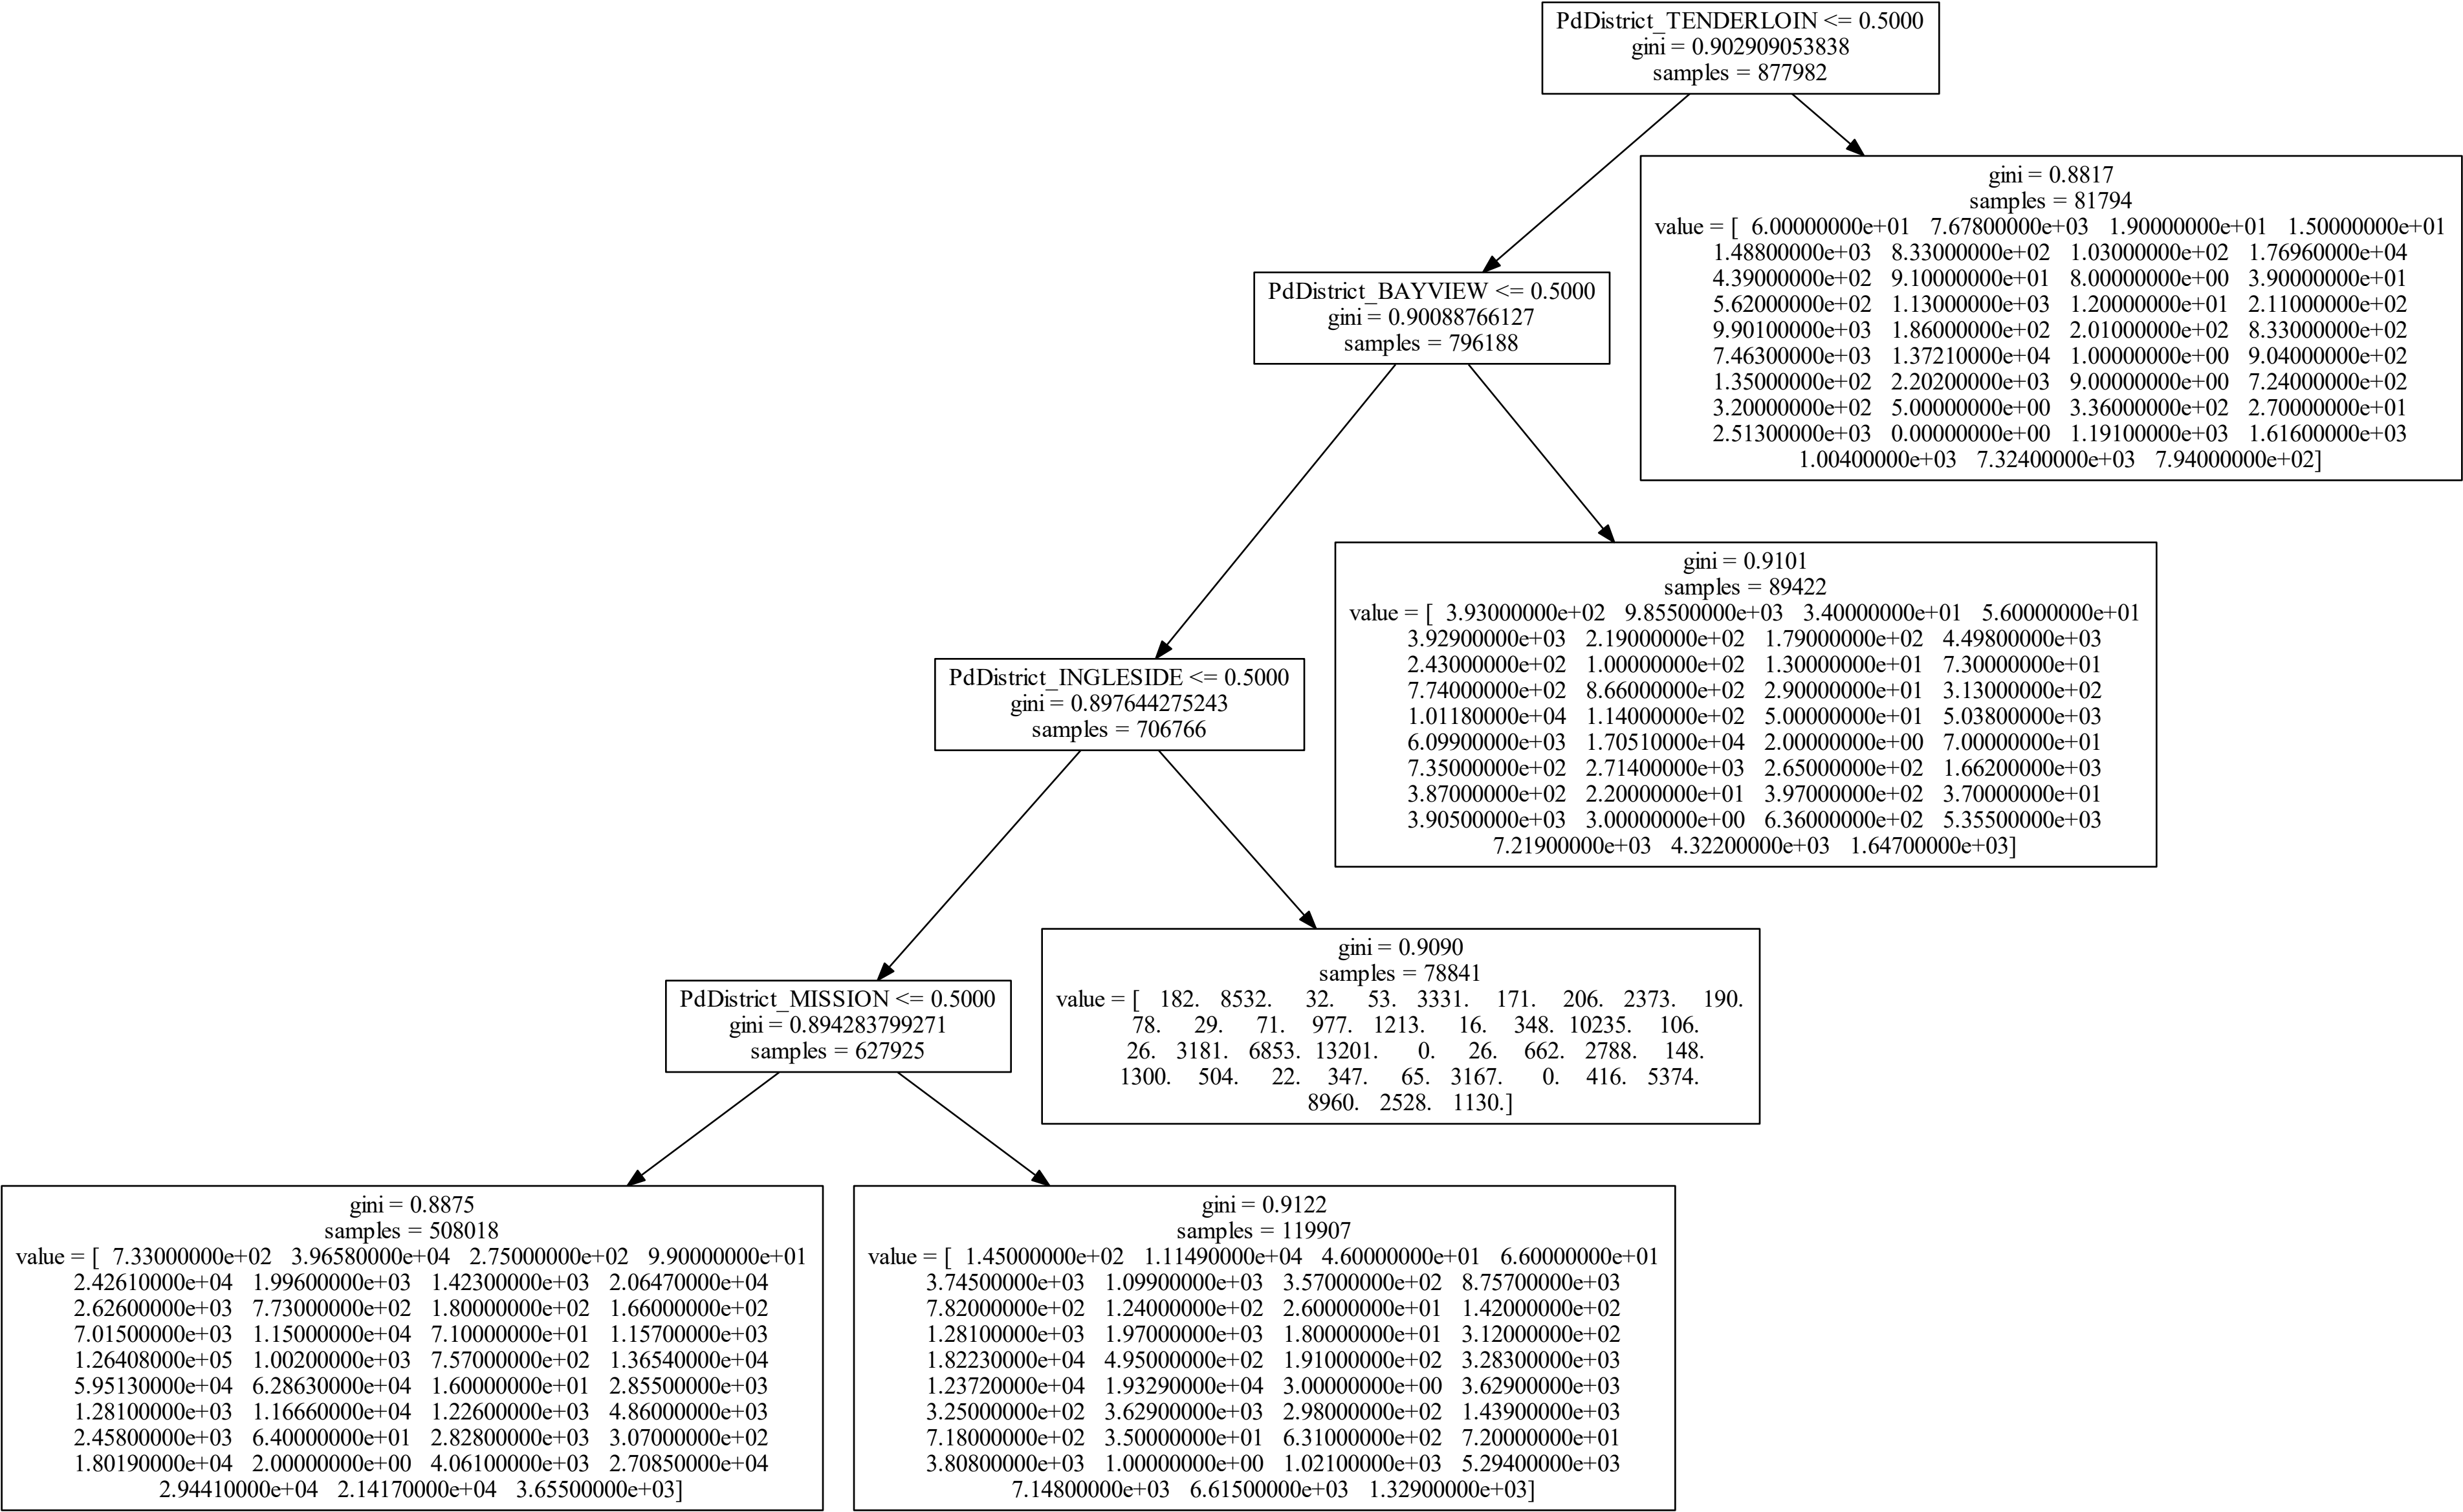 PdDistrict_TENDERLOIN <= 0.5000
gini = 0.902909053838
samples = 877982
gini = 0.8817
samples = 81794
value = [ 6.00000000e+01 7.67800000e+03 1.90000000e+01 1.50000000e+01
1.48800000e+03 8.33000000e+02 1.03000000e+02 1.76960000e+04
4.39000000e+02 9.10000000e+01 8.00000000e+00 3.90000000e+01
5.62000000e+02 1.13000000e+03 1.20000000e+01 2.11000000e+02
9.90100000e+03 1.86000000e+02 2.01000000e+02 8.33000000e+02
7.46300000e+03 1.37210000e+04 1.00000000e+00 9.04000000e+02
1.35000000e+02 2.20200000e+03 9.00000000e+00 7.24000000e+02
3.20000000e+02 5.00000000e+00 3.36000000e+02 2.70000000e+01
2.51300000e+03 0.00000000e+00 1.19100000e+03 1.61600000e+03
1.00400000e+03 7.32400000e+03 7.94000000e+02]
PdDistrict_BAYVIEW <= 0.5000
gini = 0.90088766127
samples = 796188
gini = 0.9101
samples = 89422
value = [ 3.93000000e+02 9.85500000e+03 3.40000000e+01 5.60000000e+01
3.92900000e+03 2.19000000e+02 1.79000000e+02 4.49800000e+03
2.43000000e+02 1.00000000e+02 1.30000000e+01 7.30000000e+01
7.74000000e+02 8.66000000e+02 2.90000000e+01 3.13000000e+02
1.01180000e+04 1.14000000e+02 5.00000000e+01 5.03800000e+03
6.09900000e+03 1.70510000e+04 2.00000000e+00 7.00000000e+01
7.35000000e+02 2.71400000e+03 2.65000000e+02 1.66200000e+03
3.87000000e+02 2.20000000e+01 3.97000000e+02 3.70000000e+01
3.90500000e+03 3.00000000e+00 6.36000000e+02 5.35500000e+03
7.21900000e+03 4.32200000e+03 1.64700000e+03]
PdDistrict_INGLESIDE <= 0.5000
gini = 0.897644275243
samples = 706766
gini = 0.9090
samples = 78841
value = [ 182. 8532. 32. 53. 3331. 171. 206. 2373. 190.
78. 29. 71. 977. 1213. 16. 348. 10235. 106.
26. 3181. 6853. 13201. 0. 26. 662. 2788. 148.
1300. 504. 22. 347. 65. 3167. 0. 416. 5374.
8960. 2528. 1130.]
PdDistrict_MISSION <= 0.5000
gini = 0.894283799271
samples = 627925
gini = 0.8875
samples = 508018
value = [ 7.33000000e+02 3.96580000e+04 2.75000000e+02 9.90000000e+01
2.42610000e+04 1.99600000e+03 1.42300000e+03 2.06470000e+04
2.62600000e+03 7.73000000e+02 1.80000000e+02 1.66000000e+02
7.01500000e+03 1.15000000e+04 7.10000000e+01 1.15700000e+03
1.26408000e+05 1.00200000e+03 7.57000000e+02 1.36540000e+04
5.95130000e+04 6.28630000e+04 1.60000000e+01 2.85500000e+03
1.28100000e+03 1.16660000e+04 1.22600000e+03 4.86000000e+03
2.45800000e+03 6.40000000e+01 2.82800000e+03 3.07000000e+02
1.80190000e+04 2.00000000e+00 4.06100000e+03 2.70850000e+04
2.94410000e+04 2.14170000e+04 3.65500000e+03]
gini = 0.9122
samples = 119907
value = [ 1.45000000e+02 1.11490000e+04 4.60000000e+01 6.60000000e+01
3.74500000e+03 1.09900000e+03 3.57000000e+02 8.75700000e+03
7.82000000e+02 1.24000000e+02 2.60000000e+01 1.42000000e+02
1.28100000e+03 1.97000000e+03 1.80000000e+01 3.12000000e+02
1.82230000e+04 4.95000000e+02 1.91000000e+02 3.28300000e+03
1.23720000e+04 1.93290000e+04 3.00000000e+00 3.62900000e+03
3.25000000e+02 3.62900000e+03 2.98000000e+02 1.43900000e+03
7.18000000e+02 3.50000000e+01 6.31000000e+02 7.20000000e+01
3.80800000e+03 1.00000000e+00 1.02100000e+03 5.29400000e+03
7.14800000e+03 6.61500000e+03 1.32900000e+03]